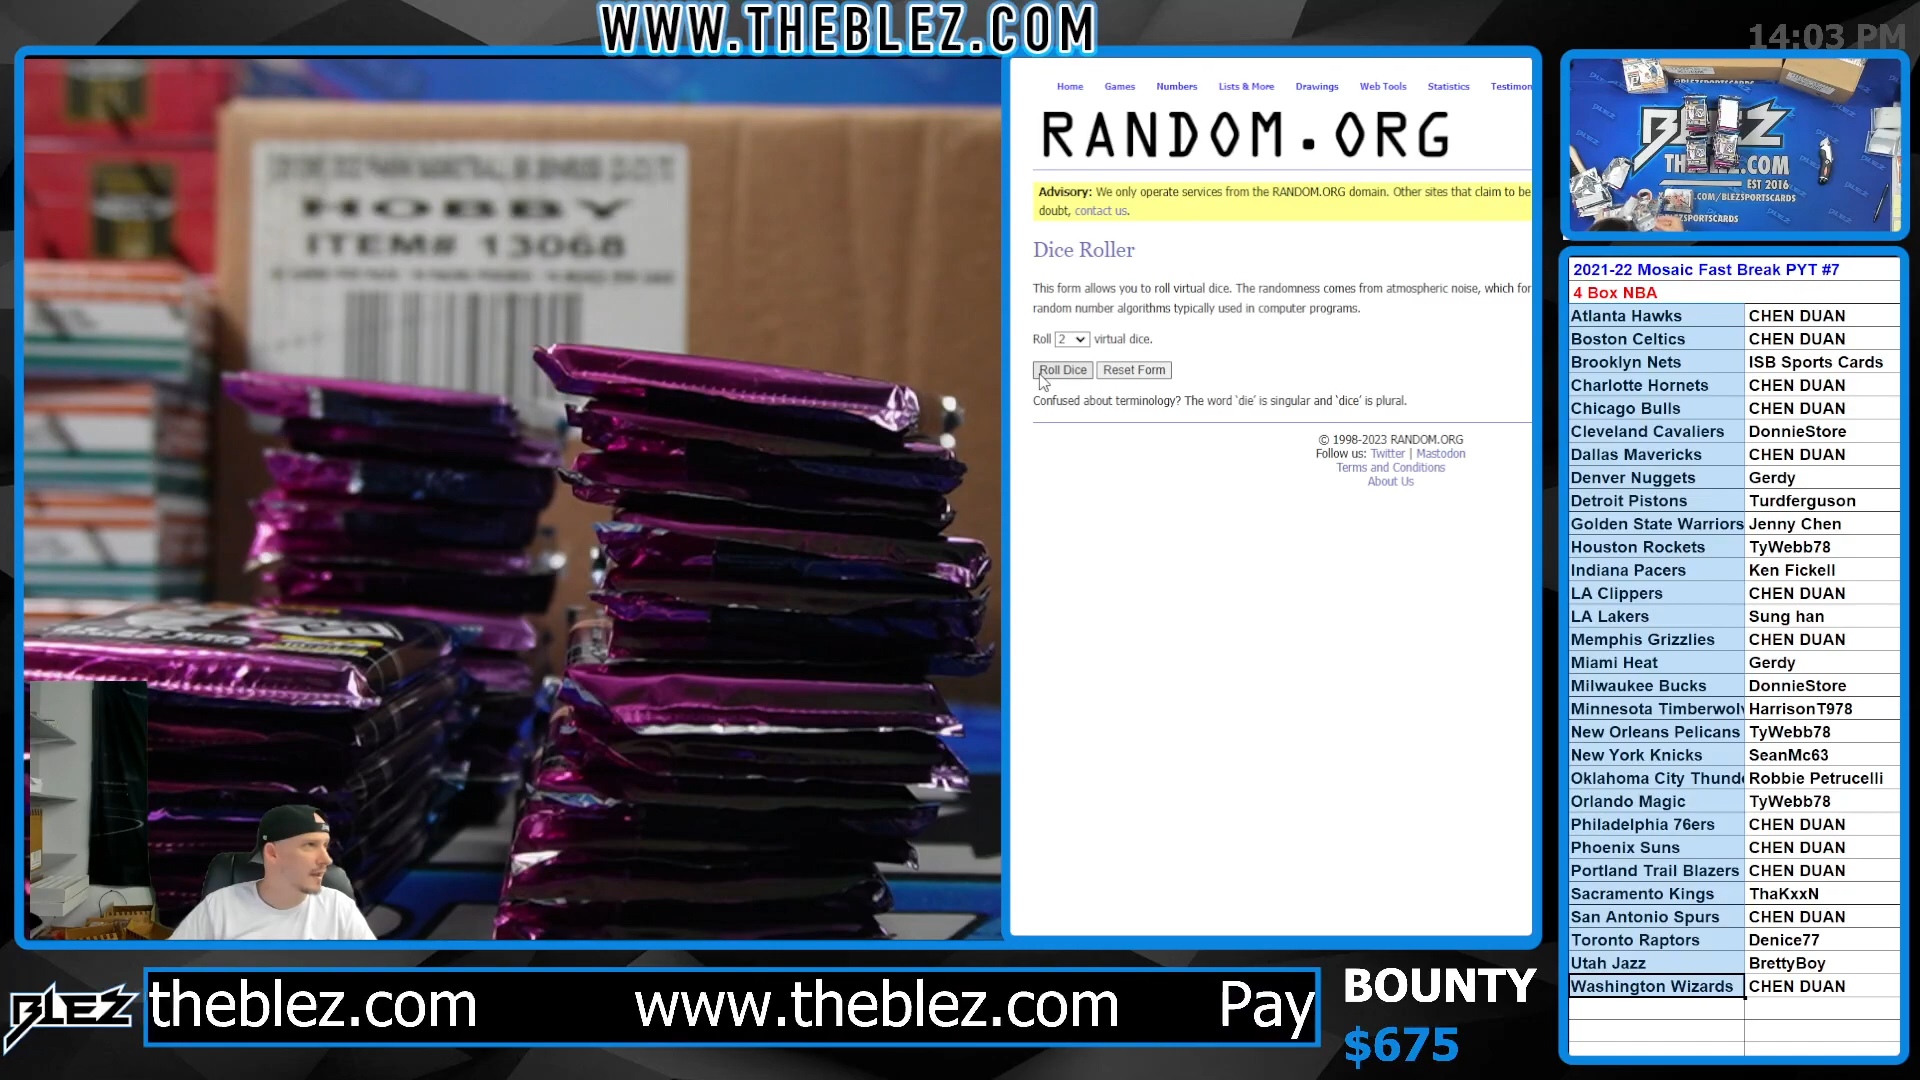 WWW.THEBLEZ.COM
14:03 PM
HOBBY
ITEM# 13068
Home Games Numbers Lists & More Drawings Web Tools Statistics Testimon
RANDOM.ORG
Advisory: We only operate services from the RANDOM.ORG domain. Other sites that claim to be
doubt, contact us.
Dice Roller
This form allows you to roll virtual dice. The randomness comes from atmospheric noise, which for
random number algorithms typically used in computer programs.
Roll 2 virtual dice.
Roll Dice Reset Form
Confused about terminology? The word ‘die’ is singular and ‘dice’ is plural.
© 1998-2023 RANDOM.ORG
Follow us: Twitter | Mastodon
Terms and Conditions
About Us
BLEZ
EST 2016
.COM/BLEZSPORTSCARDS
2021-22 Mosaic Fast Break PYT #7
4 Box NBA
Atlanta Hawks CHEN DUAN
Boston Celtics CHEN DUAN
Brooklyn Nets ISB Sports Cards
Charlotte Hornets CHEN DUAN
Chicago Bulls CHEN DUAN
Cleveland Cavaliers DonnieStore
Dallas Mavericks CHEN DUAN
Denver Nuggets Gerdy
Detroit Pistons Turdferguson
Golden State Warriors Jenny Chen
Houston Rockets TyWebb78
Indiana Pacers Ken Fickell
LA Clippers CHEN DUAN
LA Lakers Sung han
Memphis Grizzlies CHEN DUAN
Miami Heat Gerdy
Milwaukee Bucks DonnieStore
Minnesota Timberwolv HarrisonT978
New Orleans Pelicans TyWebb78
New York Knicks SeanMc63
Oklahoma City Thunde Robbie Petrucelli
Orlando Magic TyWebb78
Philadelphia 76ers CHEN DUAN
Phoenix Suns CHEN DUAN
Portland Trail Blazers CHEN DUAN
Sacramento Kings ThaKxxN
San Antonio Spurs CHEN DUAN
Toronto Raptors Denice77
Utah Jazz BrettyBoy
Washington Wizards CHEN DUAN
BLEZ
theblez.com www.theblez.com Pay
BOUNTY
$675